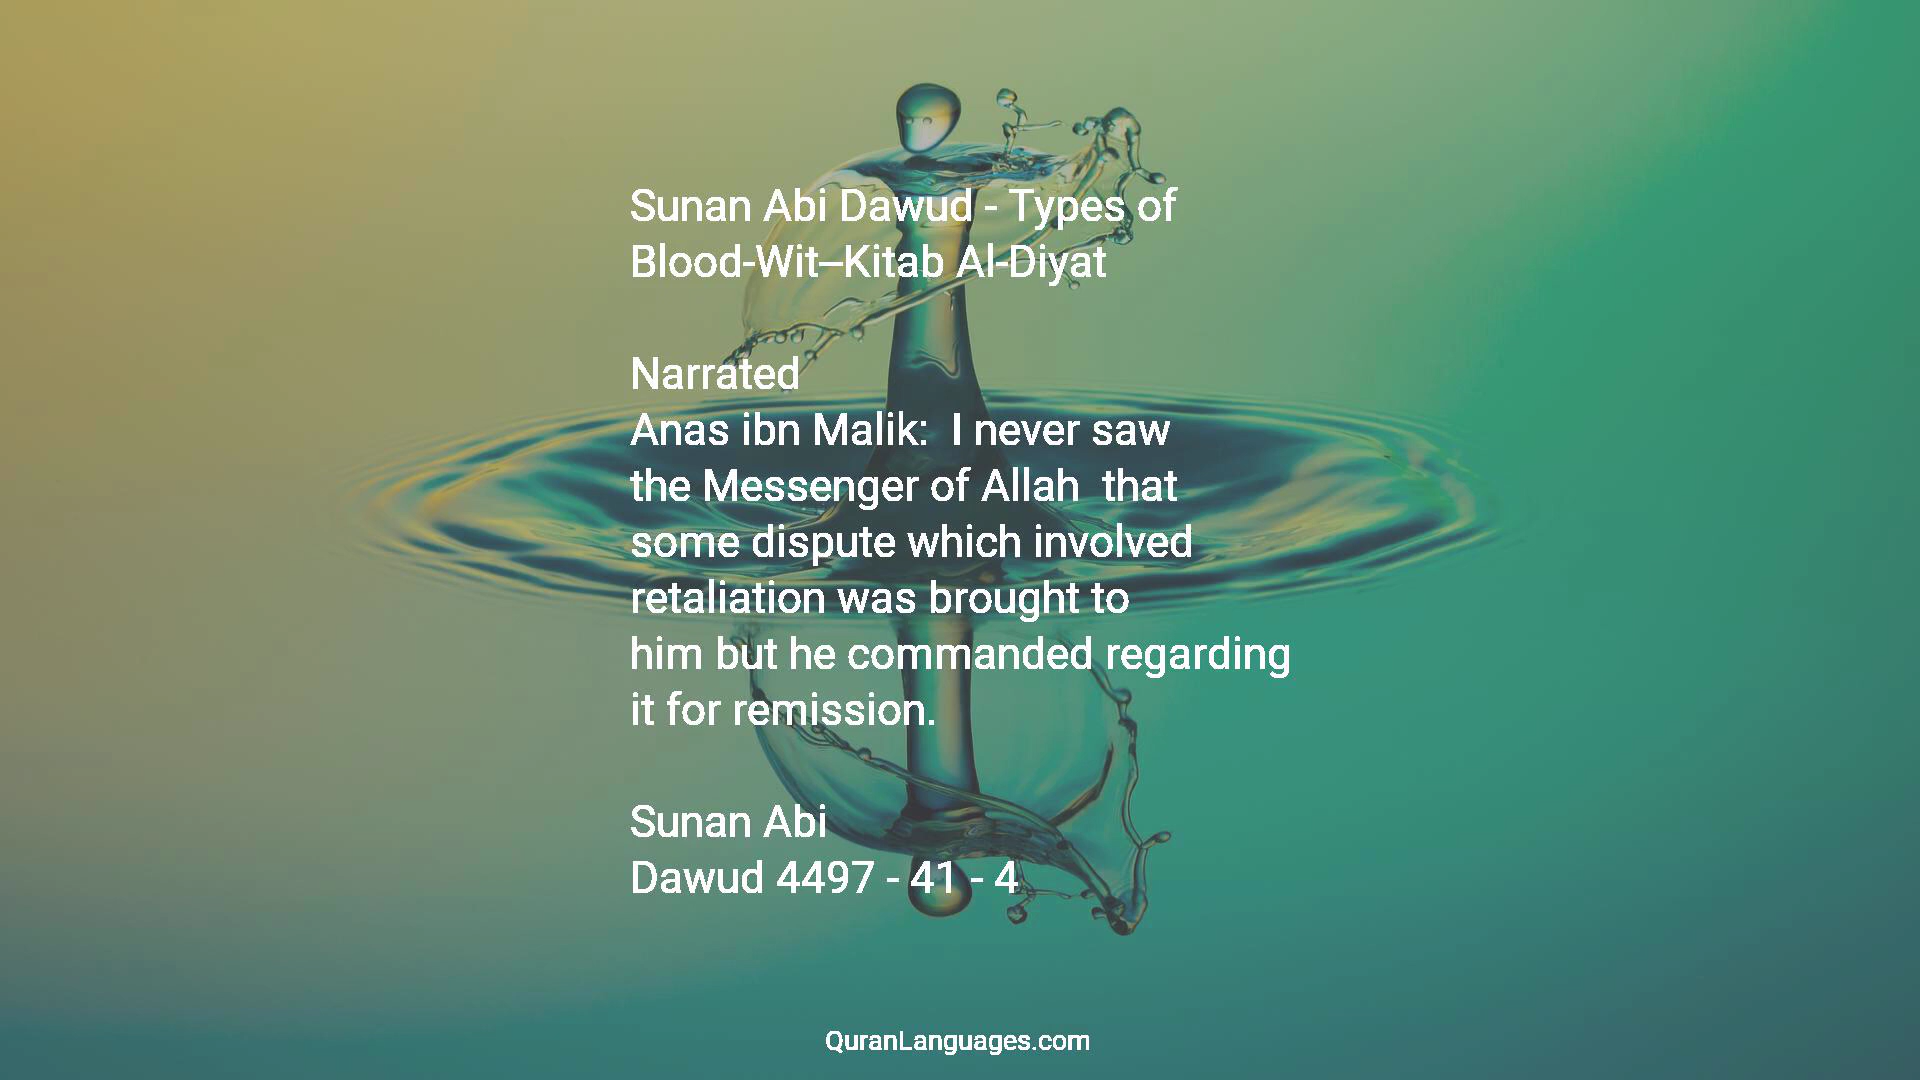 Sunan Abi Dawud - Types of
Blood-Wit--Kitab Al-Diyat
Narrated
Anas ibn Malik:  I never saw
the Messenger of Allah  that
some dispute which involved
retaliation was brought to
him but he commanded regarding
it for remission.
Sunan Abi
Dawud 4497 - 41 - 4
QuranLanguages.com